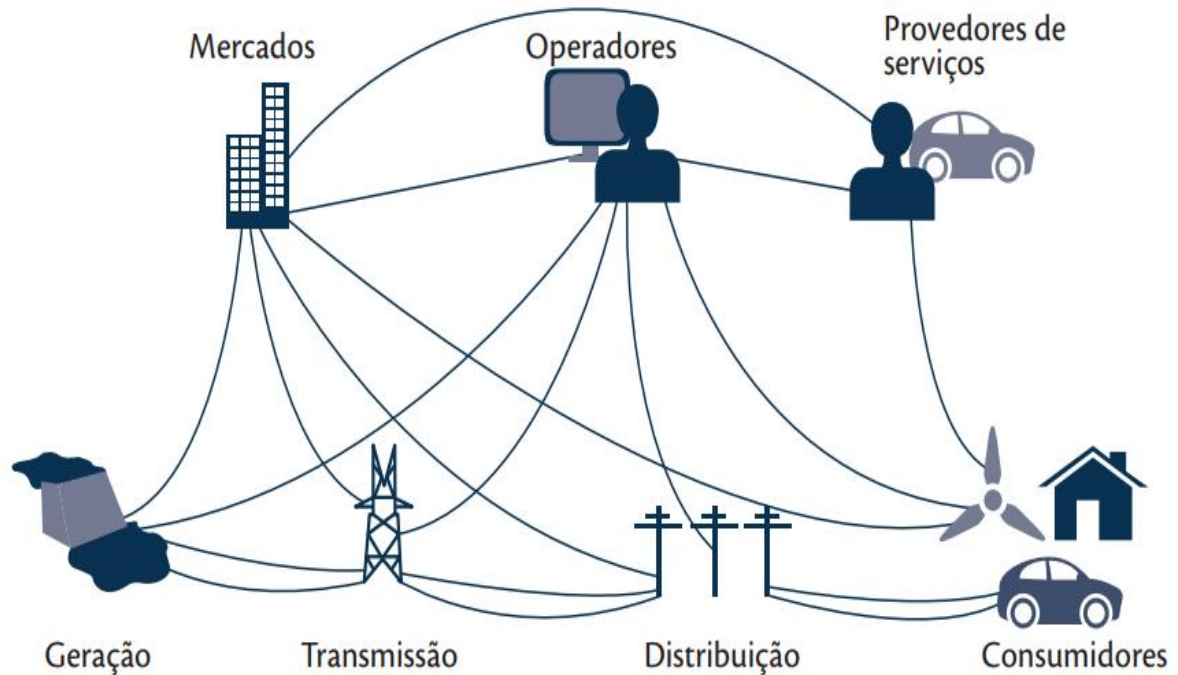 Mercados
Operadores
Provedores de
serviços
Geração
Transmissão
Distribuição
Consumidores